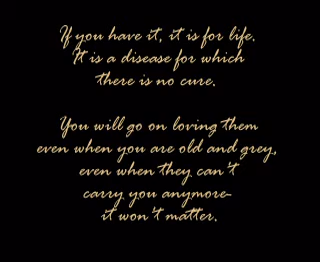 If you have it, it is for life.
It is a disease for which
there is no cure.
You will go on loving them
even when you are old and grey,
even when they can't
carry you anymore-
it won't matter.